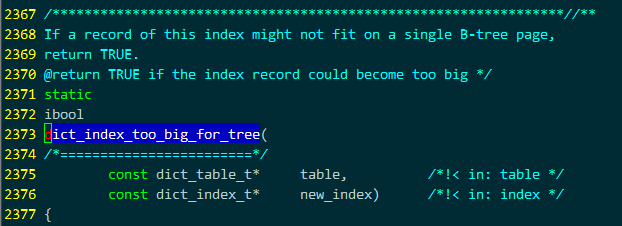 2367 /*************************************************************//**
2368 If a record of this index might not fit on a single B-tree page,
2369 return TRUE.
2370 @return TRUE if the index record could become too big */
2371 static
2372 ibool
2373 dict_index_too_big_for_tree(
2374 /*=========================*/
2375 const dict_table_t* table, /*!< in: table */
2376 const dict_index_t* new_index) /*!< in: index */
2377 {